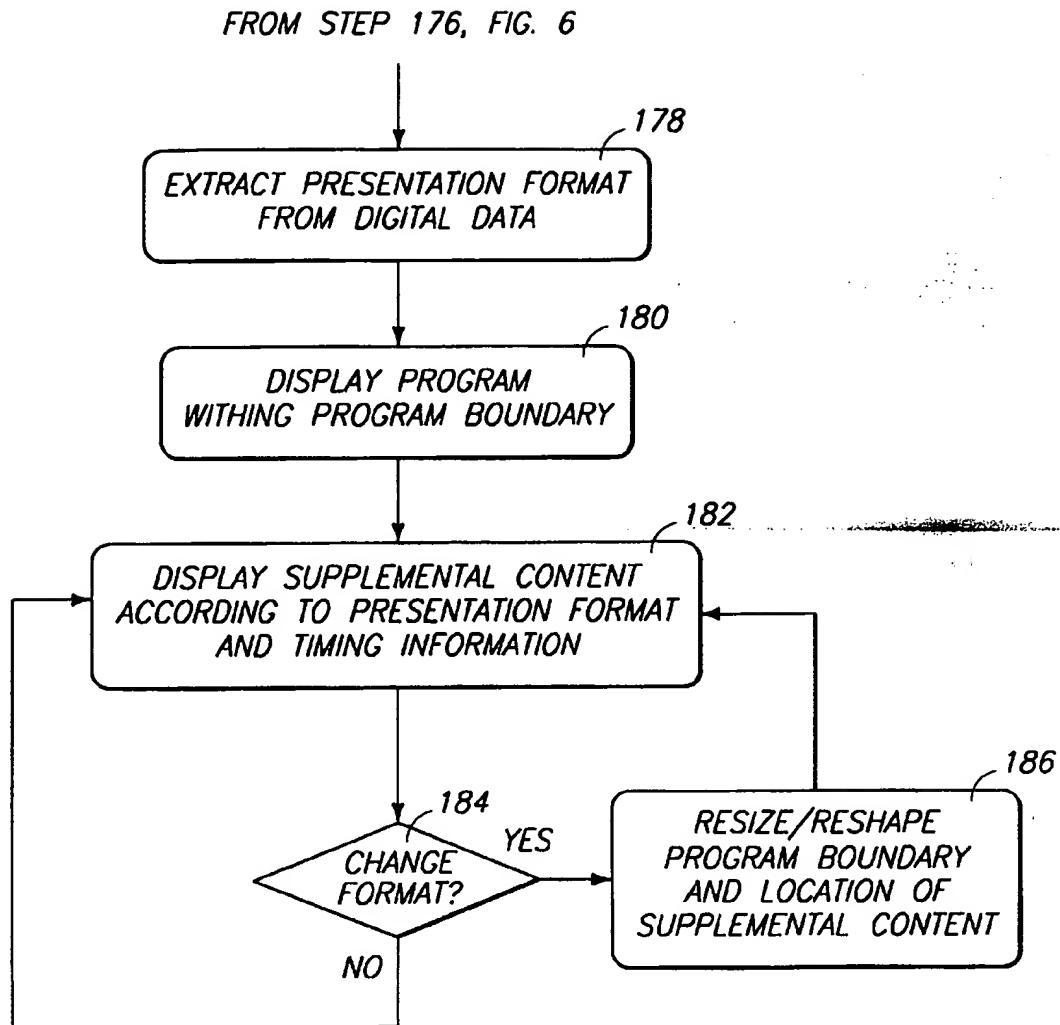 FROM STEP 176, FIG. 6
178
EXTRACT PRESENTATION FORMAT
FROM DIGITAL DATA
180
DISPLAY PROGRAM
WITHING PROGRAM BOUNDARY
182
DISPLAY SUPPLEMENTAL CONTENT
ACCORDING TO PRESENTATION FORMAT
AND TIMING INFORMATION
184
CHANGE
FORMAT?
YES
NO
186
RESIZE/RESHAPE
PROGRAM BOUNDARY
AND LOCATION OF
SUPPLEMENTAL CONTENT